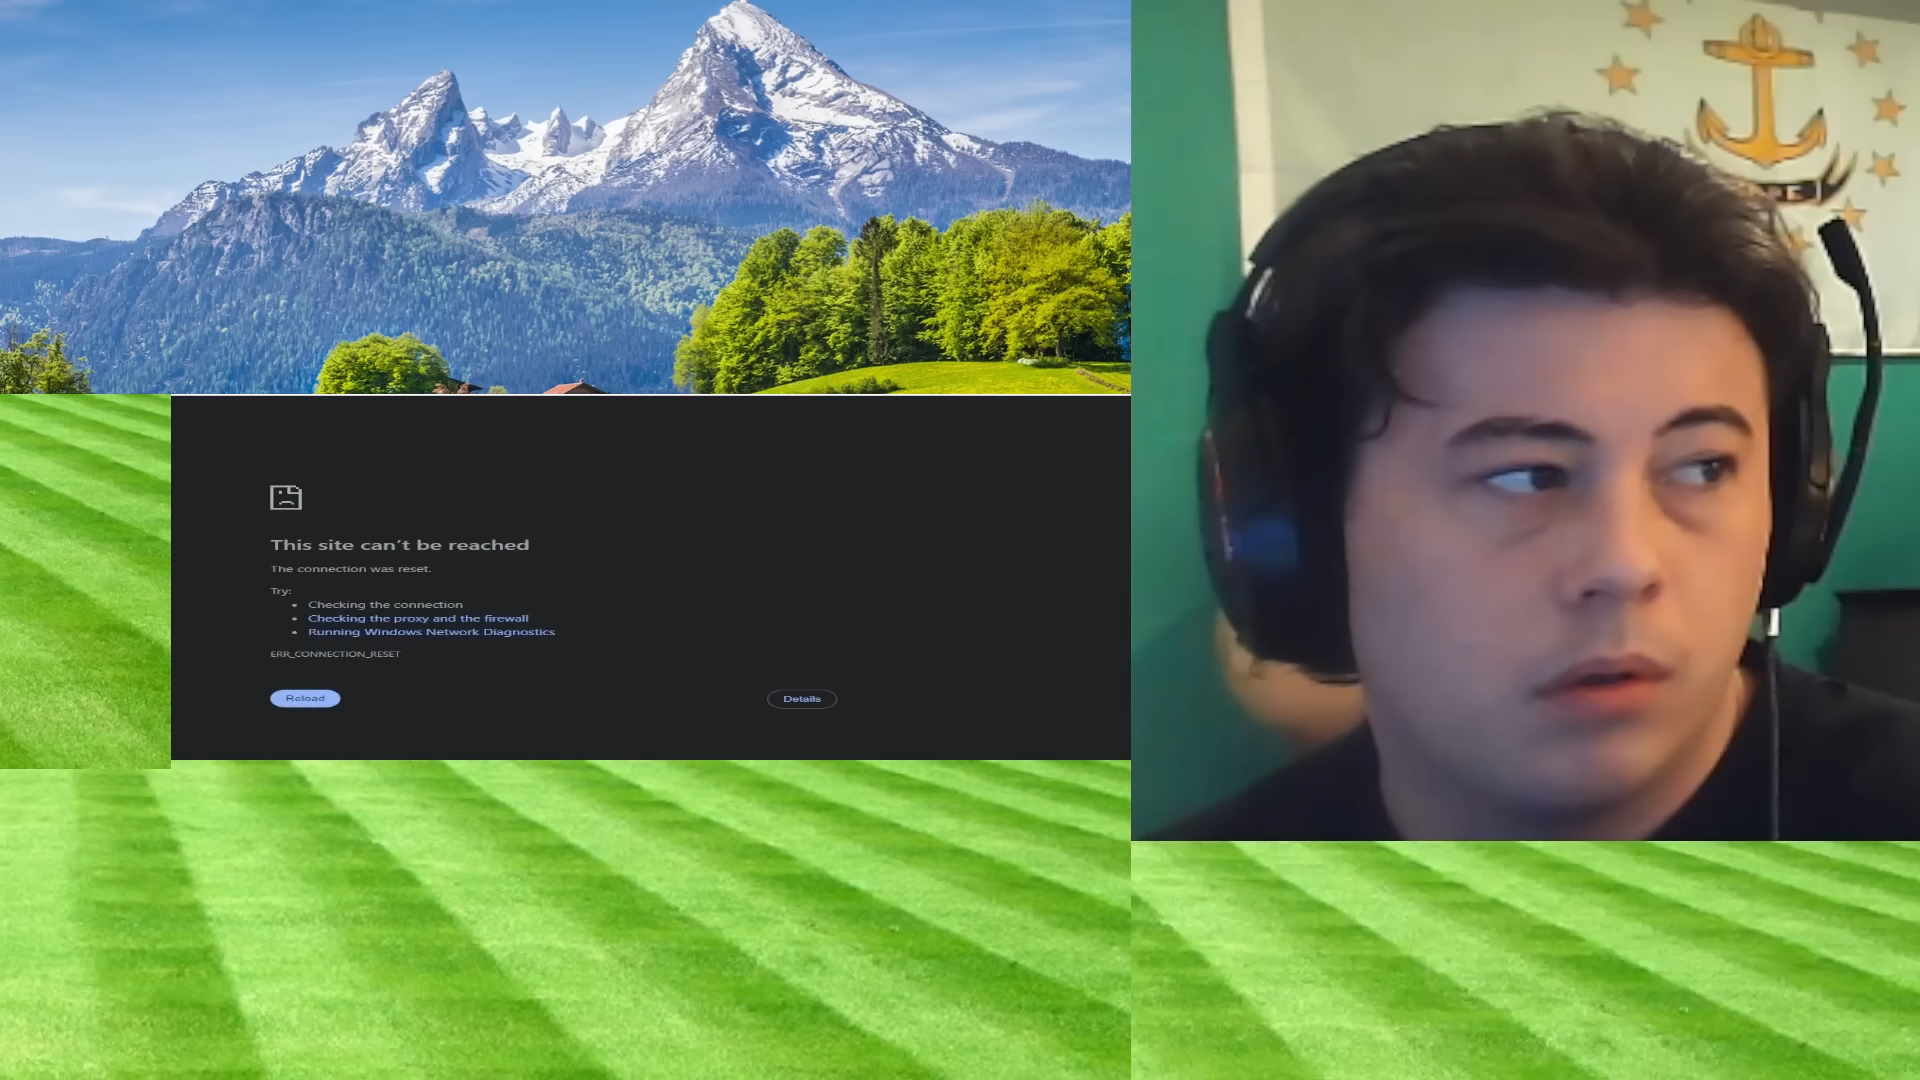 This site can't be reached
The connection was reset.
Try:
Checking the connection
Checking the proxy and the firewall
Running Windows Network Diagnostics
ERR_CONNECTION_RESET
Reload
Details